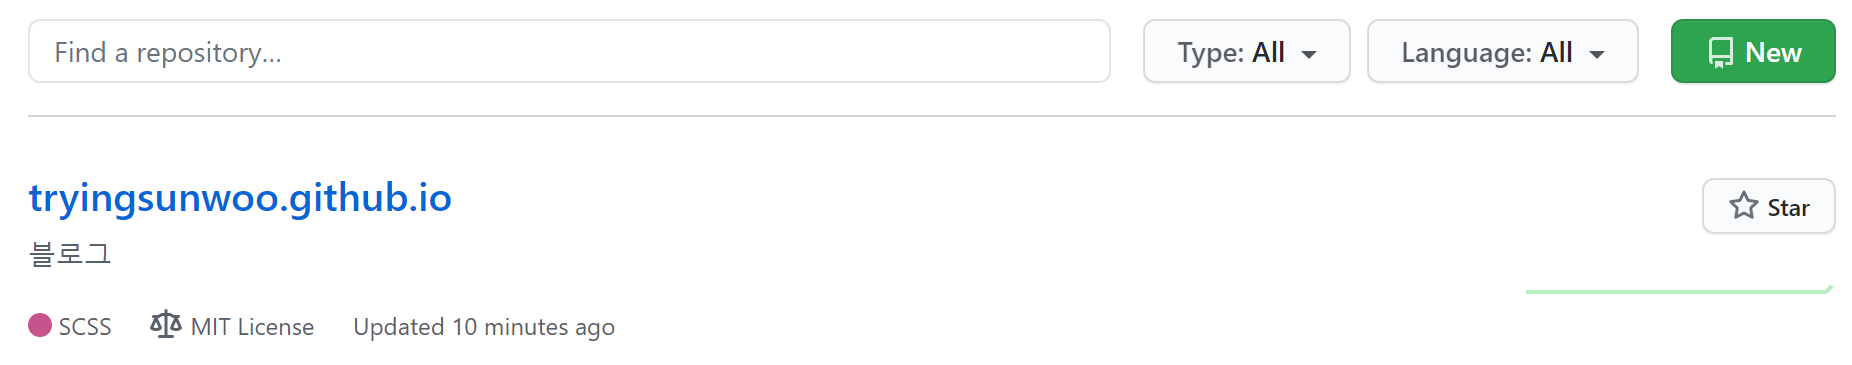 Find a repository... Type: All Language: All New
tryingsunwoo.github.io Star
블로그
SCSS MIT License Updated 10 minutes ago